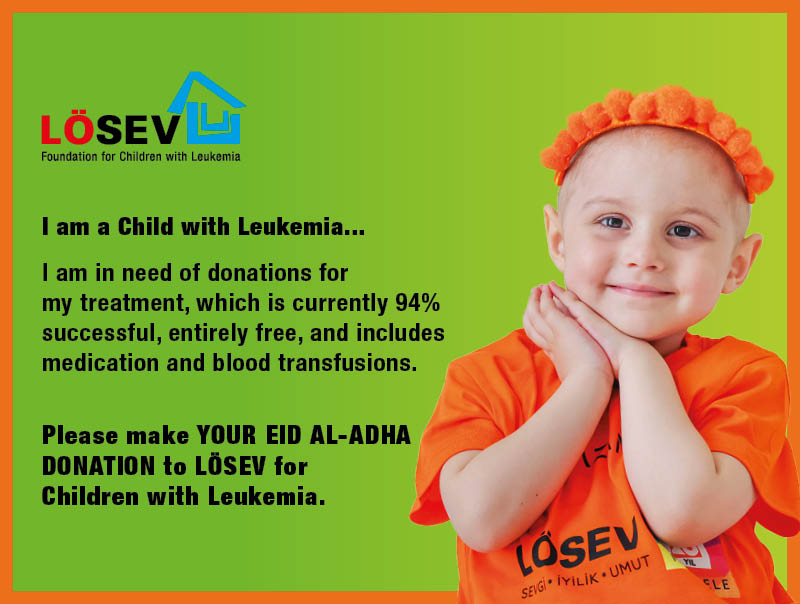 LÖSEV
Foundation for Children with Leukemia
I am a Child with Leukemia...
I am in need of donations for
my treatment, which is currently 94%
successful, entirely free, and includes
medication and blood transfusions.
Please make YOUR EID AL-ADHA
DONATION to LÖSEV for
Children with Leukemia.
LÖSEV
SEVGİ • İYİLİK • UMUT
YIL
ELE